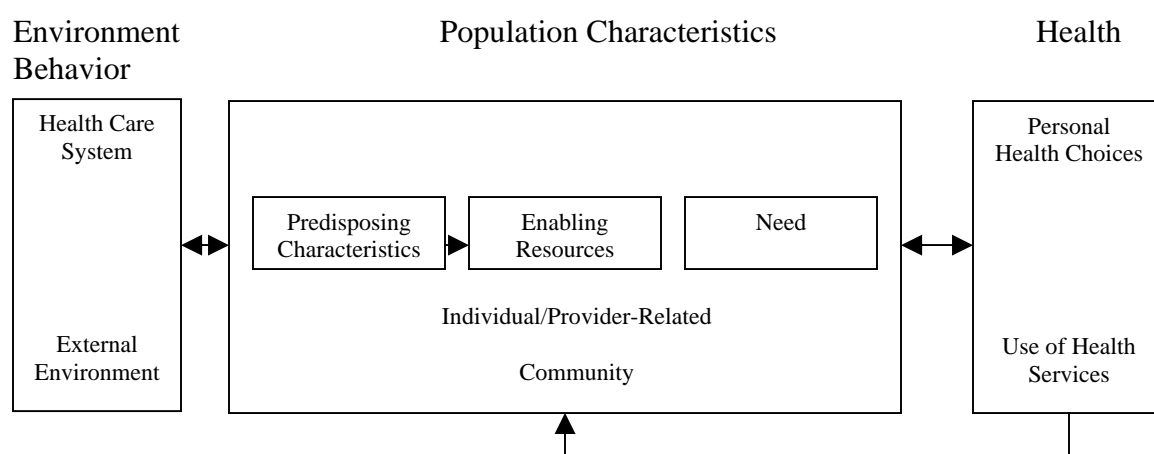 Environment
Behavior
Population Characteristics
Health
Health Care
System
External
Environment
Predisposing
Characteristics
Enabling
Resources
Need
Individual/Provider-Related
Community
Personal
Health Choices
Use of Health
Services